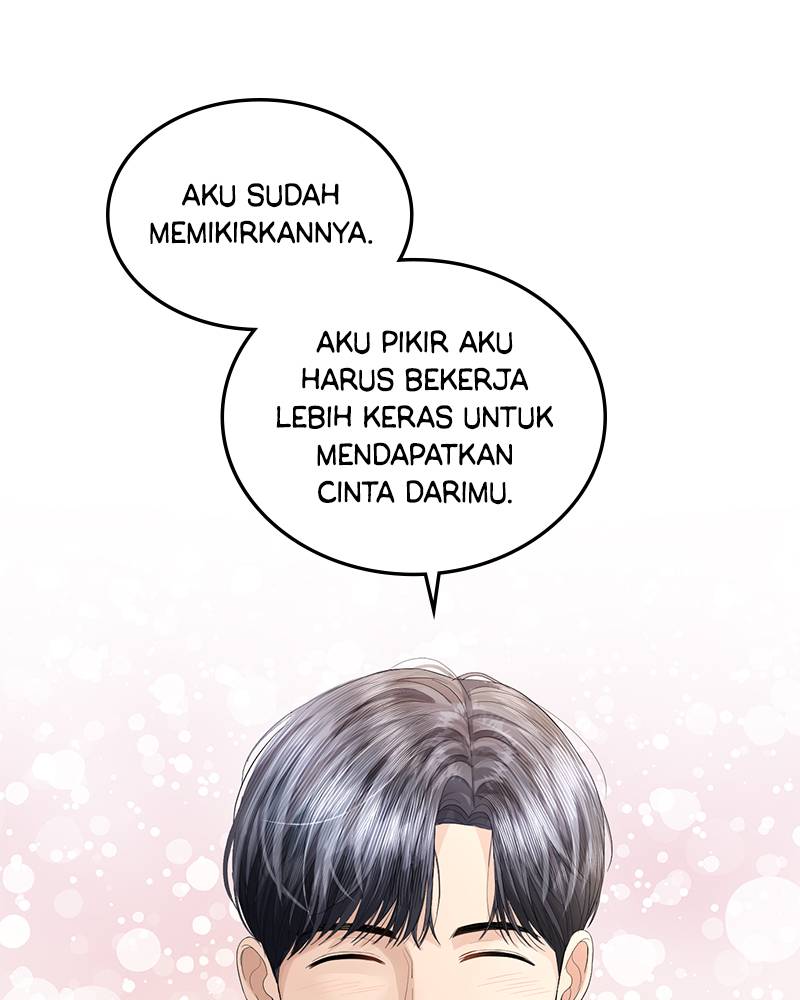 AKU SUDAH
MEMIKIRKANNYA.
AKU PIKIR AKU
HARUS BEKERJA
LEBIH KERAS UNTUK
MENDAPATKAN
CINTA DARIMU.